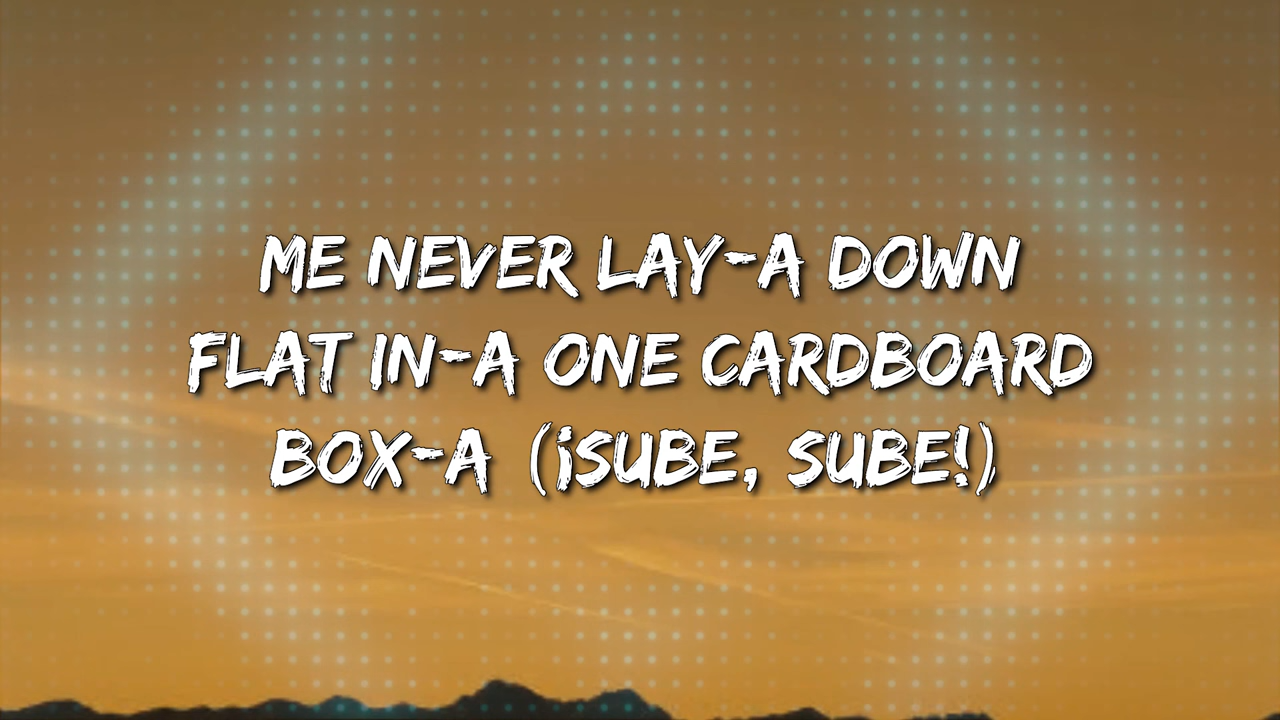 ME NEVER LAY-A DOWN
FLAT IN-A ONE CARDBOARD
BOX-A (¡SUBE, SUBE!)